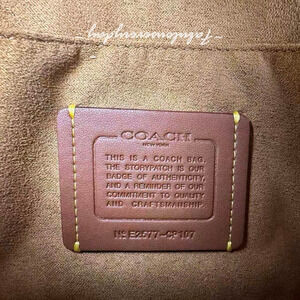 COACH
NEW YORK
THIS IS A COACH BAG.
THE STORYPATCH IS OUR
BADGE OF AUTHENTICITY,
AND A REMINDER OF OUR
COMMITMENT TO QUALITY
AND CRAFTSMANSHIP.
Nº E2577-CP107